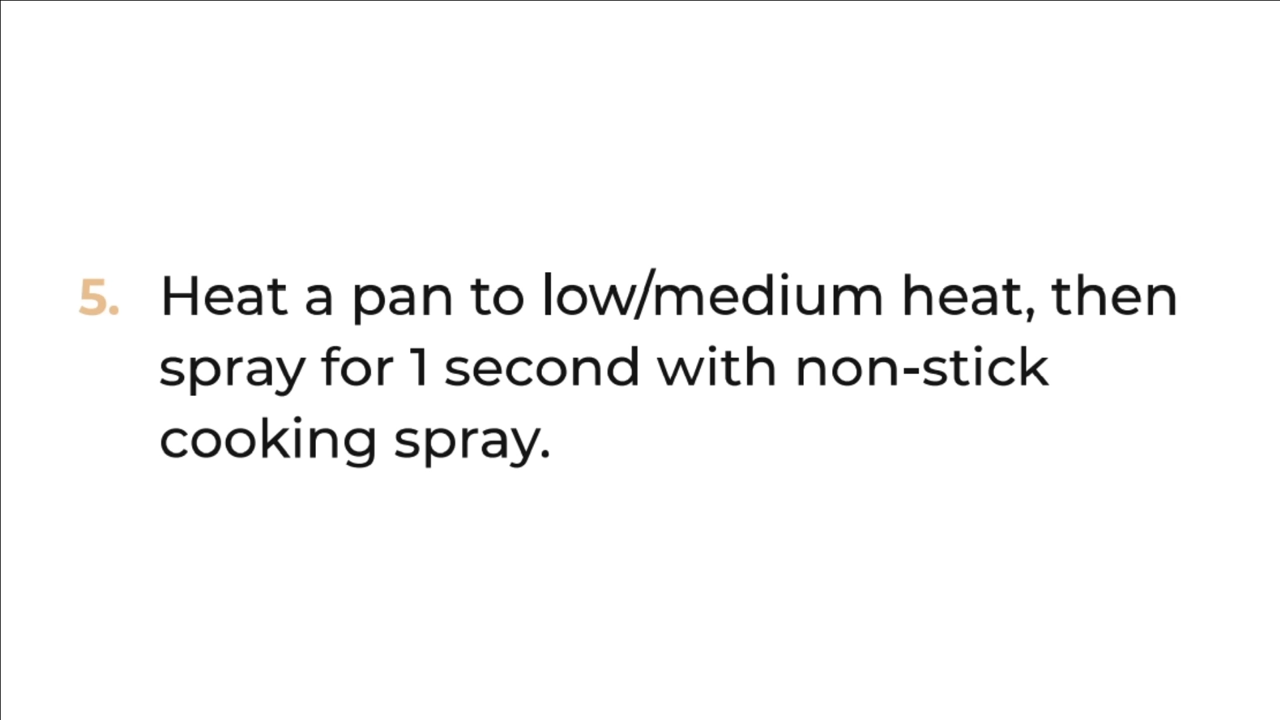 5. Heat a pan to low/medium heat, then
spray for 1 second with non-stick
cooking spray.